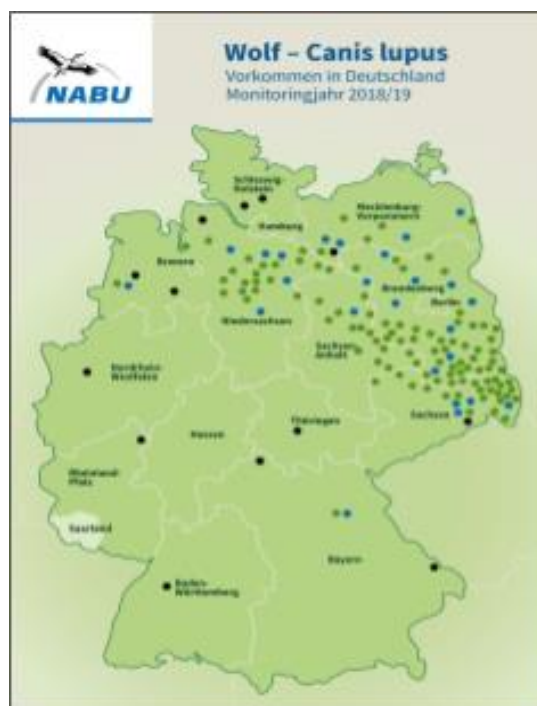 NABU
Wolf – Canis lupus
Vorkommen in Deutschland
Monitoringjahr 2018/19
Schleswig-
Holstein
Mecklenburg-
Vorpommern
Hamburg
Bremen
Brandenburg
Berlin
Niedersachsen
Sachsen-
Anhalt
Nordrhein-
Westfalen
Sachsen
Thüringen
Hessen
Rheinland-
Pfalz
Saarland
Bayern
Baden-
Württemberg